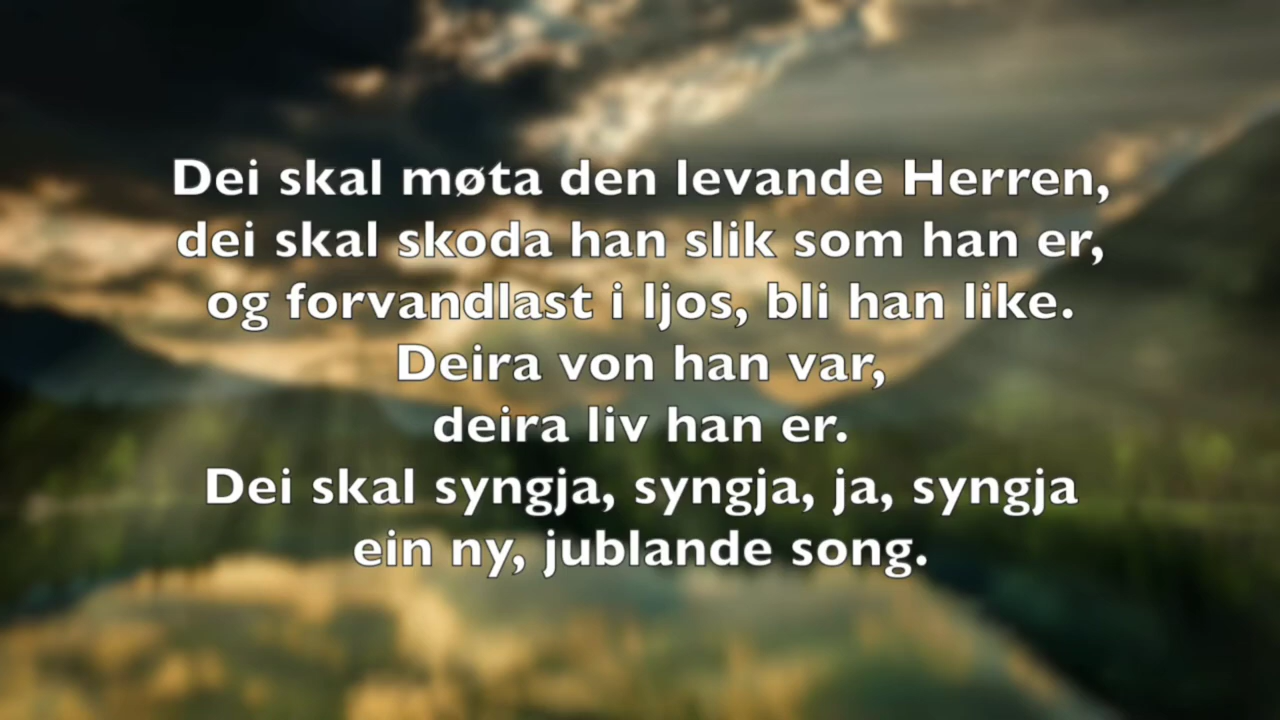 Dei skal møta den levande Herren,
dei skal skoda han slik som han er,
og forvandlast i ljos, bli han like.
Deira von han var,
deira liv han er.
Dei skal syngja, syngja, ja, syngja
ein ny, jublande song.